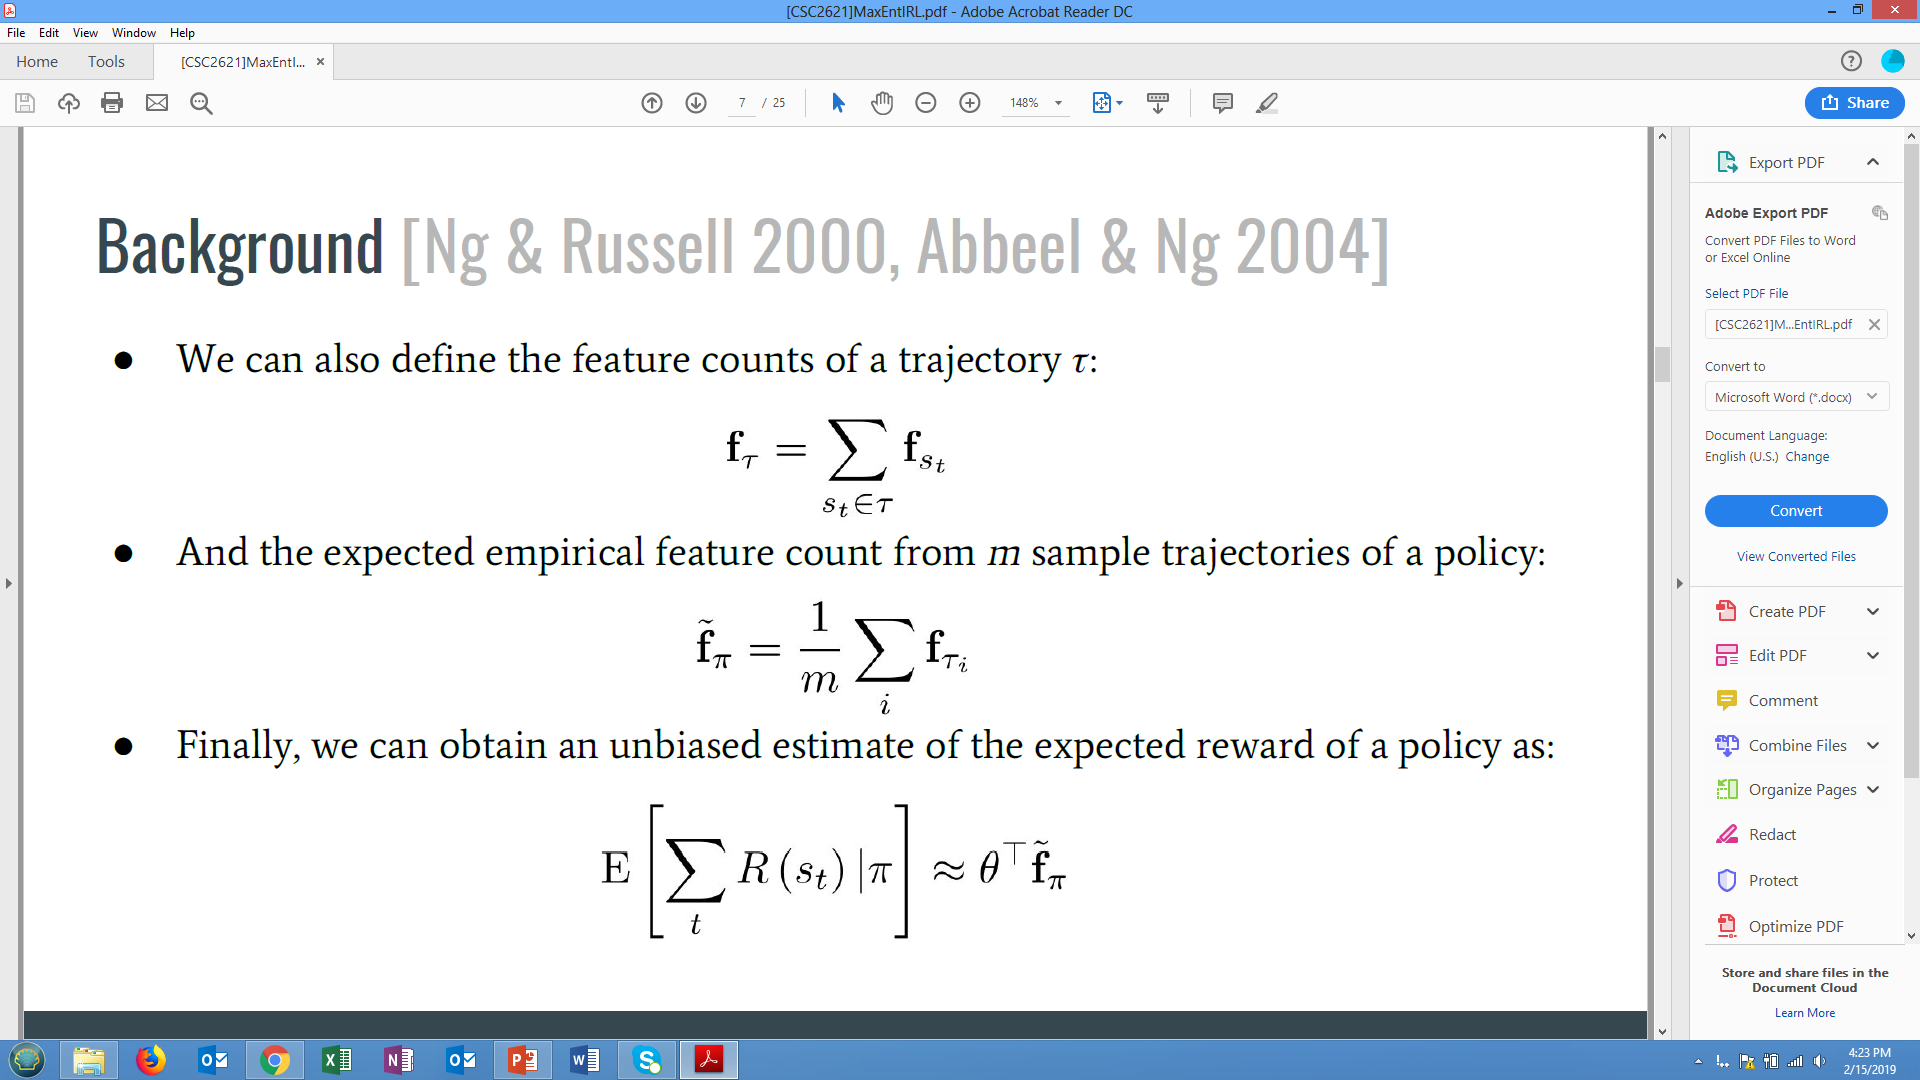 [CSC2621]MaxEntIRL.pdf - Adobe Acrobat Reader DC
File Edit View Window Help
Home Tools [CSC2621]MaxEntI... ×
7 / 25 148% Share
Export PDF
Adobe Export PDF
Convert PDF Files to Word
or Excel Online
Select PDF File
[CSC2621]M...EntIRL.pdf
Convert to
Microsoft Word (*.docx)
Document Language:
English (U.S.) Change
Convert
View Converted Files
Create PDF
Edit PDF
Comment
Combine Files
Organize Pages
Redact
Protect
Optimize PDF
Store and share files in the
Document Cloud
Learn More
Background [Ng & Russell 2000, Abbeel & Ng 2004]
● We can also define the feature counts of a trajectory τ:
f_τ = ∑_{s_t∈τ} f_{s_t}
● And the expected empirical feature count from m sample trajectories of a policy:
f̃_π = 1/m ∑_i f_{τ_i}
● Finally, we can obtain an unbiased estimate of the expected reward of a policy as:
E [∑_t R (s_t) |π] ≈ θ^⊤ f̃_π
4:23 PM
2/15/2019